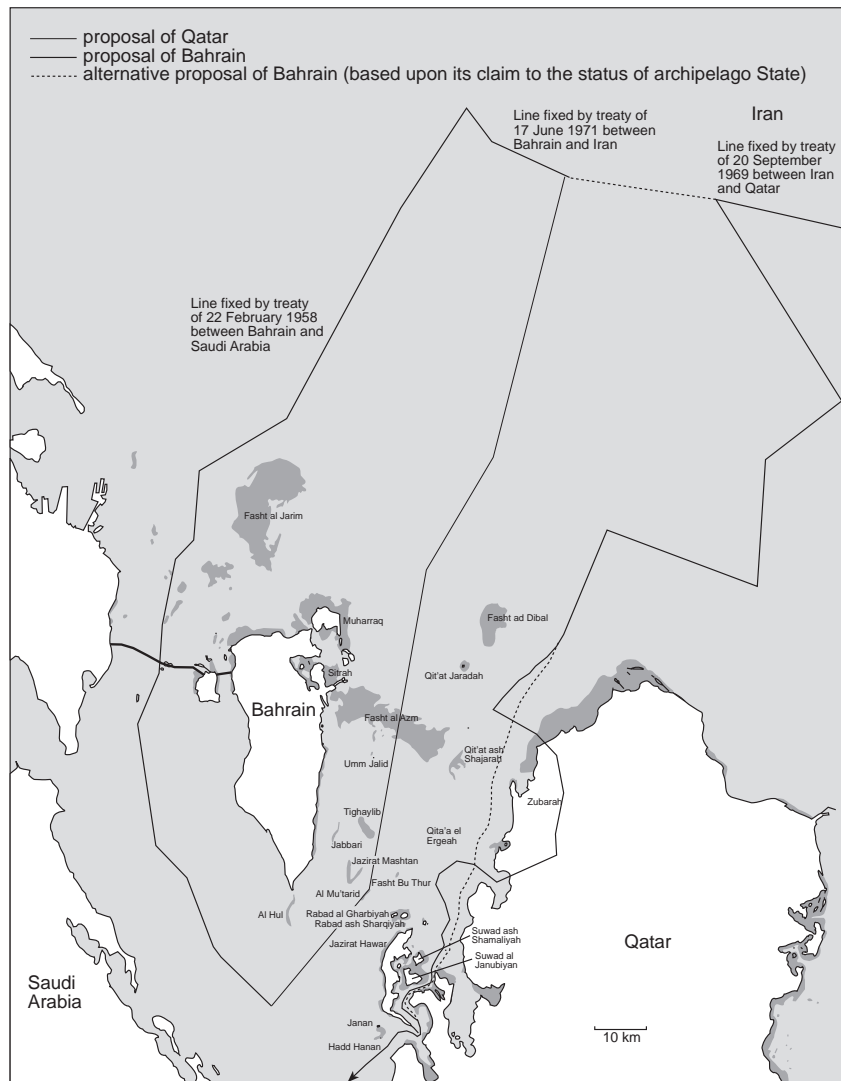 proposal of Qatar
proposal of Bahrain
alternative proposal of Bahrain (based upon its claim to the status of archipelago State)
Iran
Line fixed by treaty of
17 June 1971 between
Bahrain and Iran
Line fixed by treaty
of 20 September
1969 between Iran
and Qatar
Line fixed by treaty
of 22 February 1958
between Bahrain and
Saudi Arabia
Fasht al Jarim
Muharraq
Fasht ad Dibal
Sitrah
Qit'at Jaradah
Bahrain
Fasht al Azm
Qit'at ash
Shajarah
Umm Jalid
Zubarah
Tighaylib
Qita'a el
Ergeah
Jabbari
Jazirat Mashtan
Fasht Bu Thur
Al Mu'tarid
Al Hul
Rabad al Gharbiyah
Rabad ash Sharqiyah
Suwad ash
Shamaliyah
Jazirat Hawar
Suwad al
Janubiyan
Qatar
Saudi
Arabia
Janan
10 km
Hadd Hanan